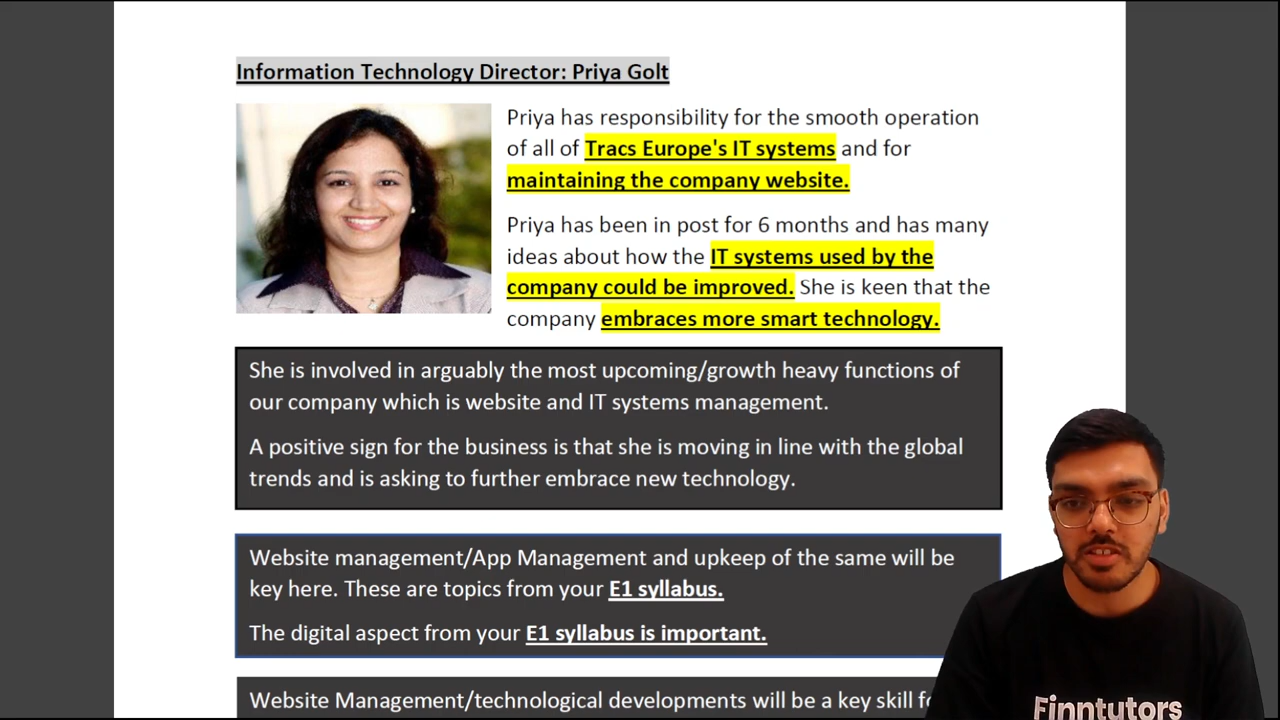 Information Technology Director: Priya Golt
Priya has responsibility for the smooth operation
of all of Tracs Europe's IT systems and for
maintaining the company website.
Priya has been in post for 6 months and has many
ideas about how the IT systems used by the
company could be improved. She is keen that the
company embraces more smart technology.
She is involved in arguably the most upcoming/growth heavy functions of
our company which is website and IT systems management.
A positive sign for the business is that she is moving in line with the global
trends and is asking to further embrace new technology.
Website management/App Management and upkeep of the same will be
key here. These are topics from your E1 syllabus.
The digital aspect from your E1 syllabus is important.
Website Management/technological developments will be a key skill
Finntutors